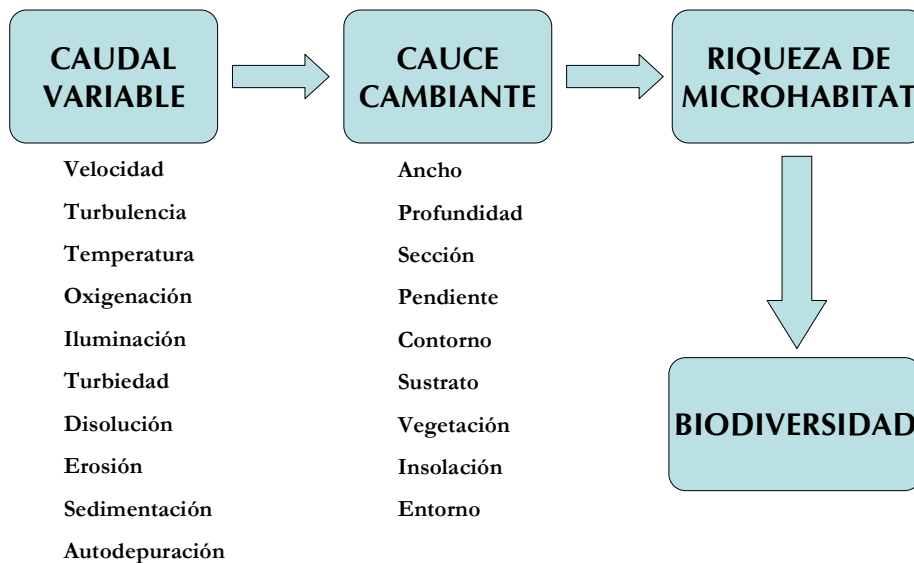 CAUDAL
VARIABLE
CAUCE
CAMBIANTE
RIQUEZA DE
MICROHABITAT
Velocidad
Turbulencia
Temperatura
Oxigenación
Iluminación
Turbiedad
Disolución
Erosión
Sedimentación
Autodepuración
Ancho
Profundidad
Sección
Pendiente
Contorno
Sustrato
Vegetación
Insolación
Entorno
BIODIVERSIDAD